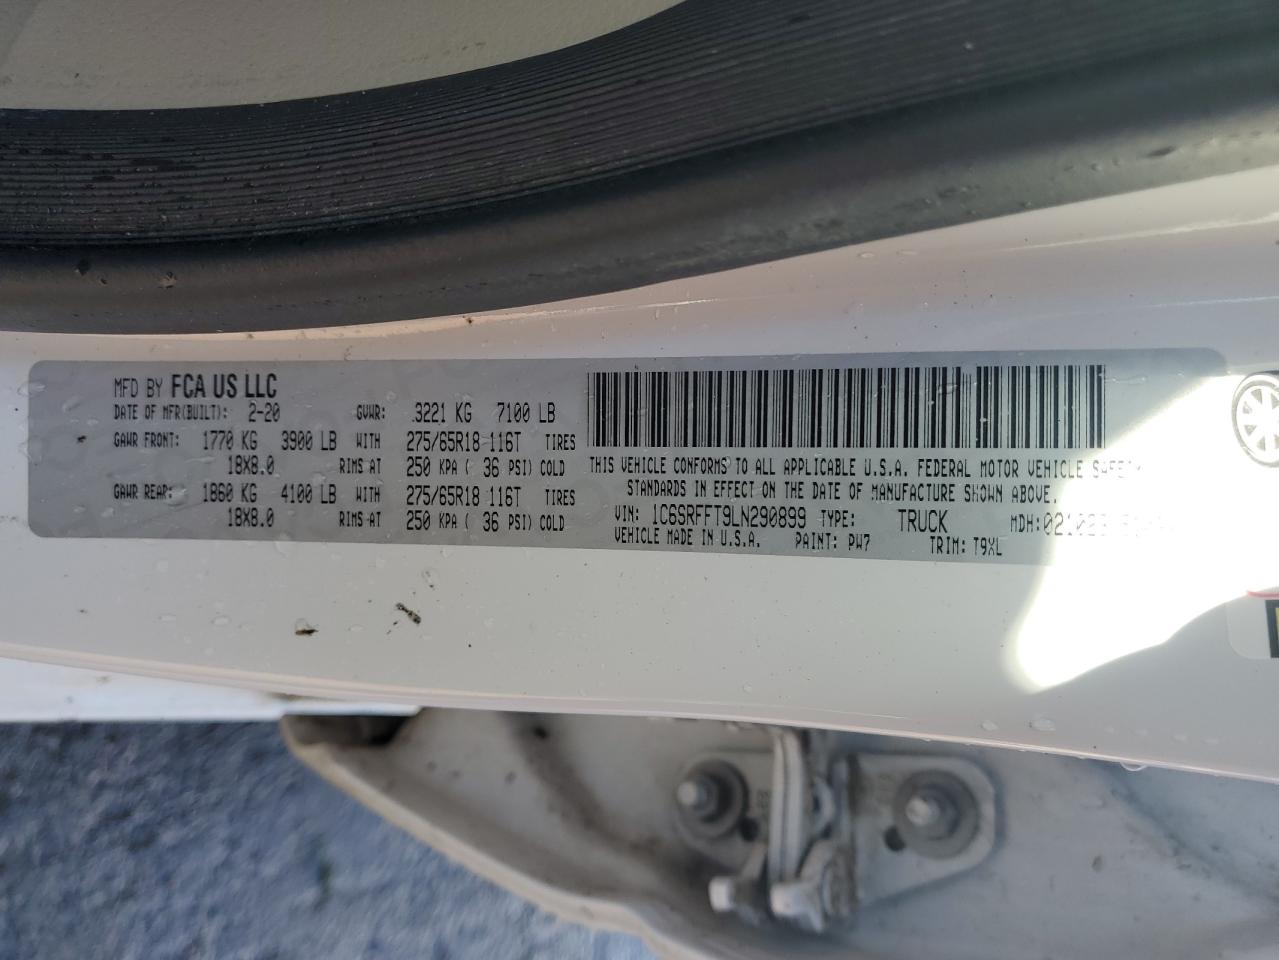 MFD BY FCA US LLC
DATE OF MFR(BUILT): 2-20 GVWR: 3221 KG 7100 LB
GAWR FRONT: 1770 KG 3900 LB WITH 275/65R18 116T TIRES
18X8.0 RIMS AT 250 KPA ( 36 PSI) COLD
GAWR REAR: 1860 KG 4100 LB WITH 275/65R18 116T TIRES
18X8.0 RIMS AT 250 KPA ( 36 PSI) COLD
THIS VEHICLE CONFORMS TO ALL APPLICABLE U.S.A. FEDERAL MOTOR VEHICLE
STANDARDS IN EFFECT ON THE DATE OF MANUFACTURE SHOWN ABOVE.
VIN: 1C6SRFFT9LN290899 TYPE: TRUCK MDH:
VEHICLE MADE IN U.S.A. PAINT: PW7 TRIM: T9XL